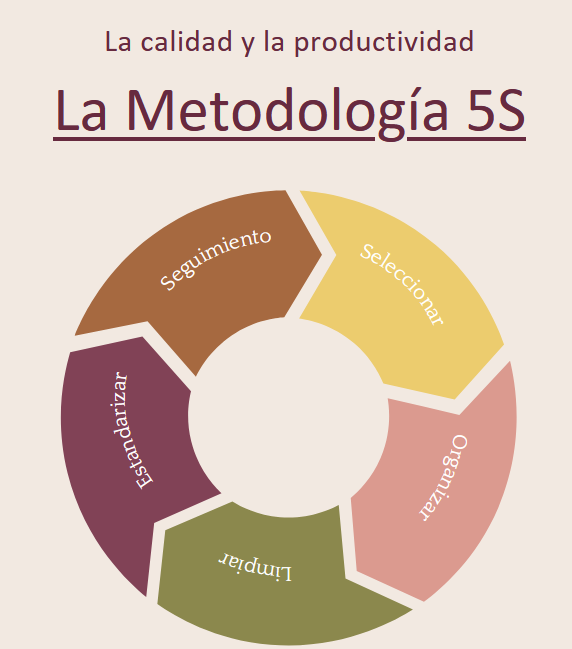 La calidad y la productividad
La Metodología 5S
Seleccionar
Organizar
Limpiar
Estandarizar
Seguimiento